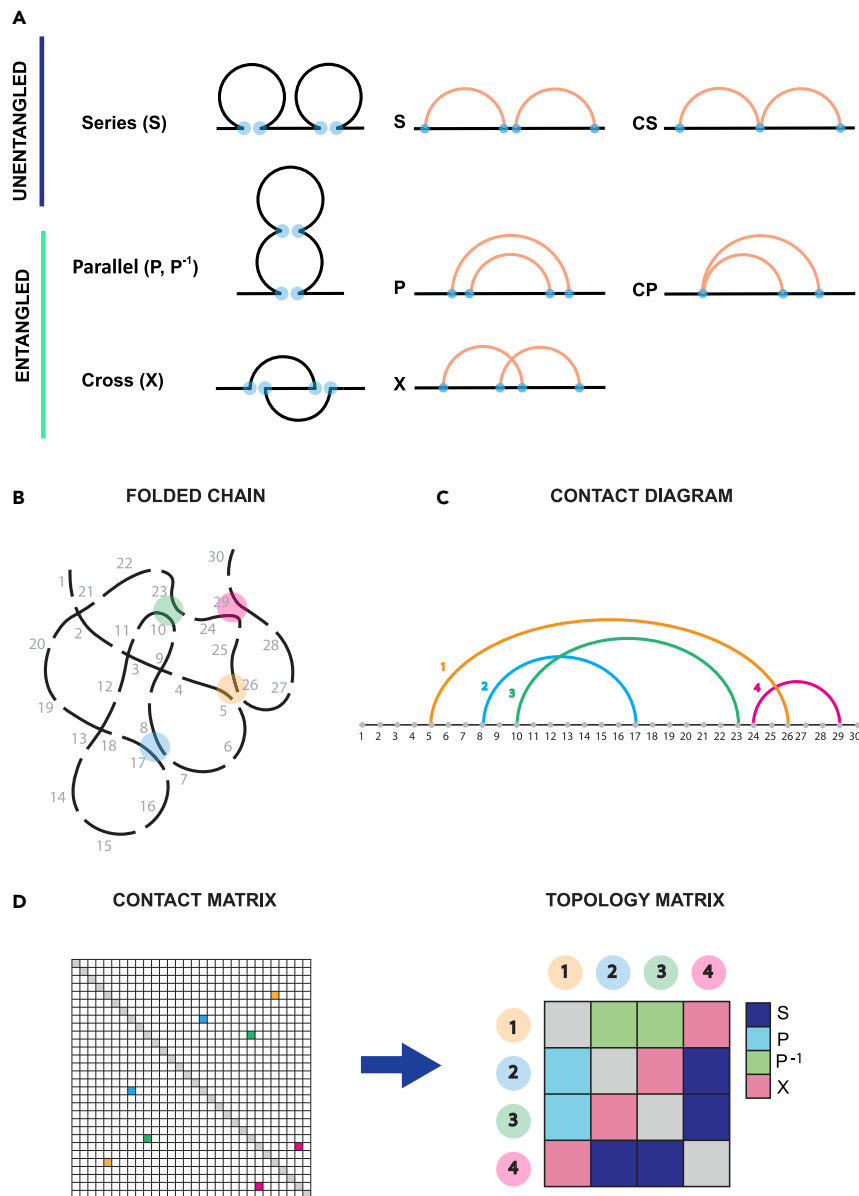 A
UNENTANGLED
Series (S)
S
CS
ENTANGLED
Parallel (P, P⁻¹)
P
CP
Cross (X)
X
B
FOLDED CHAIN
C
CONTACT DIAGRAM
30
22
1
21
23
29
20
11
10
24
28
2
25
9
3
12
4
26
27
19
5
8
13
18
6
17
7
14
16
15
1
2
3
4
1 2 3 4 5 6 7 8 9 10 11 12 13 14 15 16 17 18 19 20 21 22 23 24 25 26 27 28 29 30
D
CONTACT MATRIX
TOPOLOGY MATRIX
1 2 3 4
1
2
3
4
S
P
P⁻¹
X